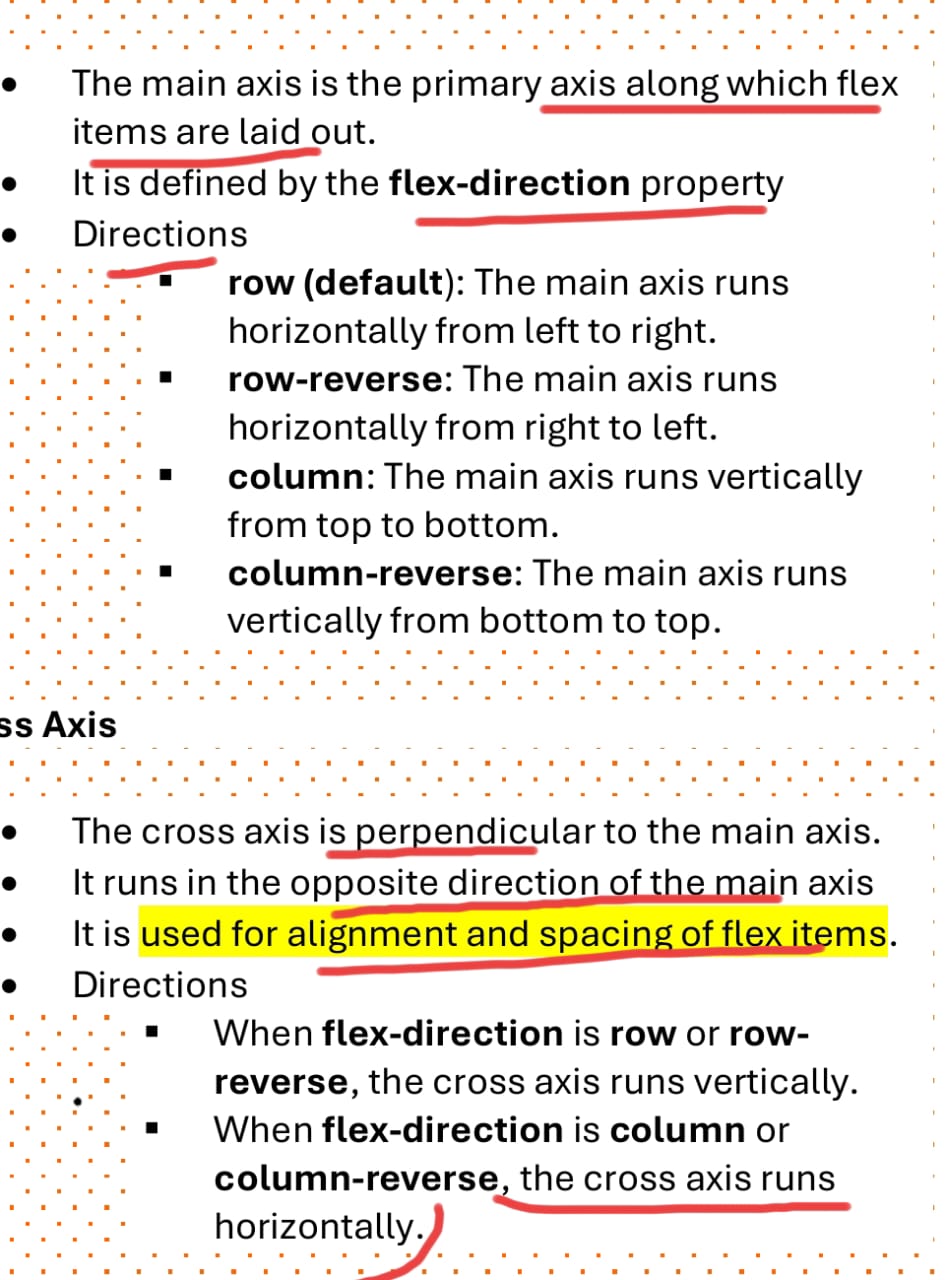 • The main axis is the primary axis along which flex
items are laid out.
• It is defined by the flex-direction property
• Directions
▪ row (default): The main axis runs
horizontally from left to right.
▪ row-reverse: The main axis runs
horizontally from right to left.
▪ column: The main axis runs vertically
from top to bottom.
▪ column-reverse: The main axis runs
vertically from bottom to top.
ss Axis
• The cross axis is perpendicular to the main axis.
• It runs in the opposite direction of the main axis
• It is used for alignment and spacing of flex items.
• Directions
▪ When flex-direction is row or row-
reverse, the cross axis runs vertically.
▪ When flex-direction is column or
column-reverse, the cross axis runs
horizontally.